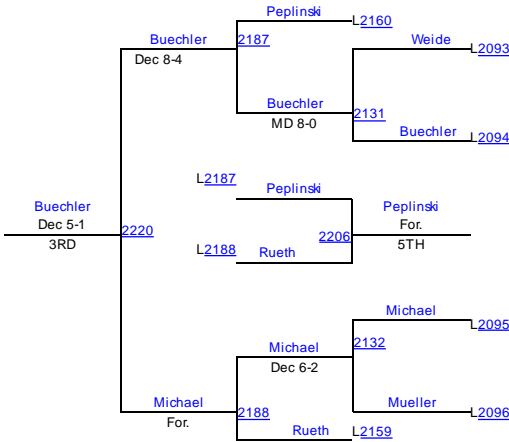 Peplinski
L2160
Buechler
2187
Weide
L2093
Dec 8-4
Buechler
2131
MD 8-0
Buechler
L2094
L2187
Peplinski
Buechler
Peplinski
Dec 5-1
2220
2206
For.
3RD
L2188
Rueth
5TH
Michael
L2095
Michael
2132
Dec 6-2
Michael
2188
Mueller
L2096
For.
Rueth
L2159